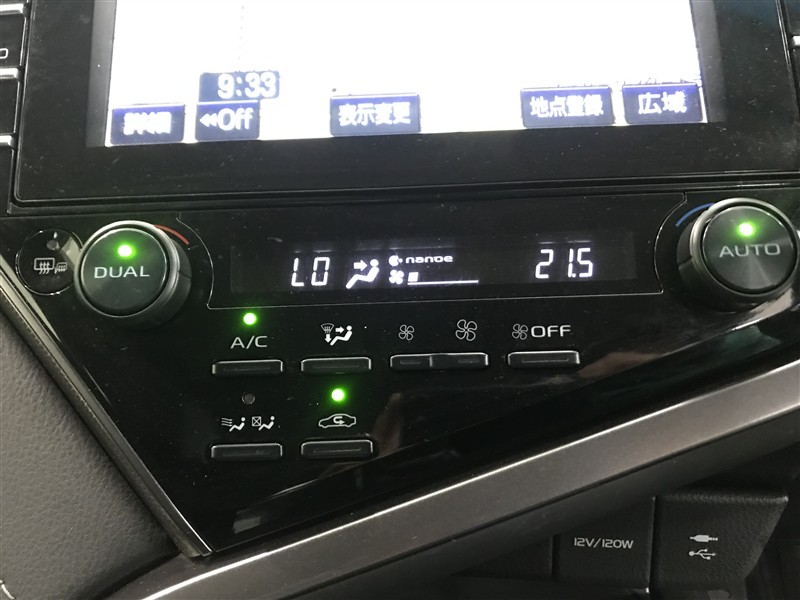 9:33
詳細 ◀◀Off 表示変更 地点登録 広域
DUAL LO nanoe 21.5 AUTO
A/C OFF
12V/120W